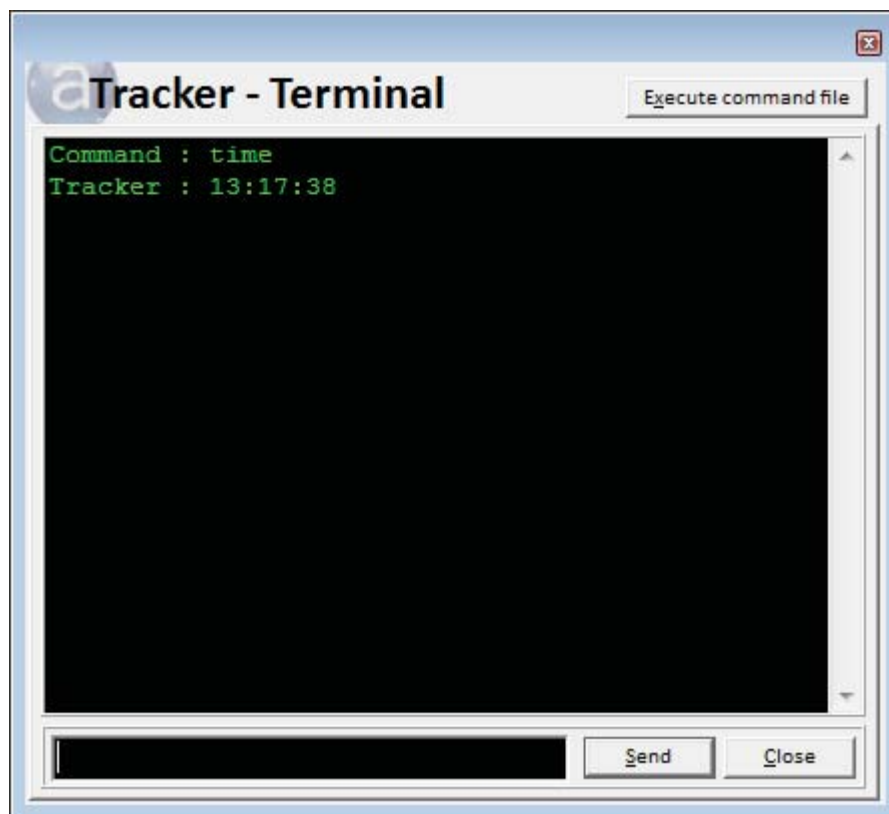 a
Tracker - Terminal
Execute command file
Command : time
Tracker : 13:17:38
Send
Close